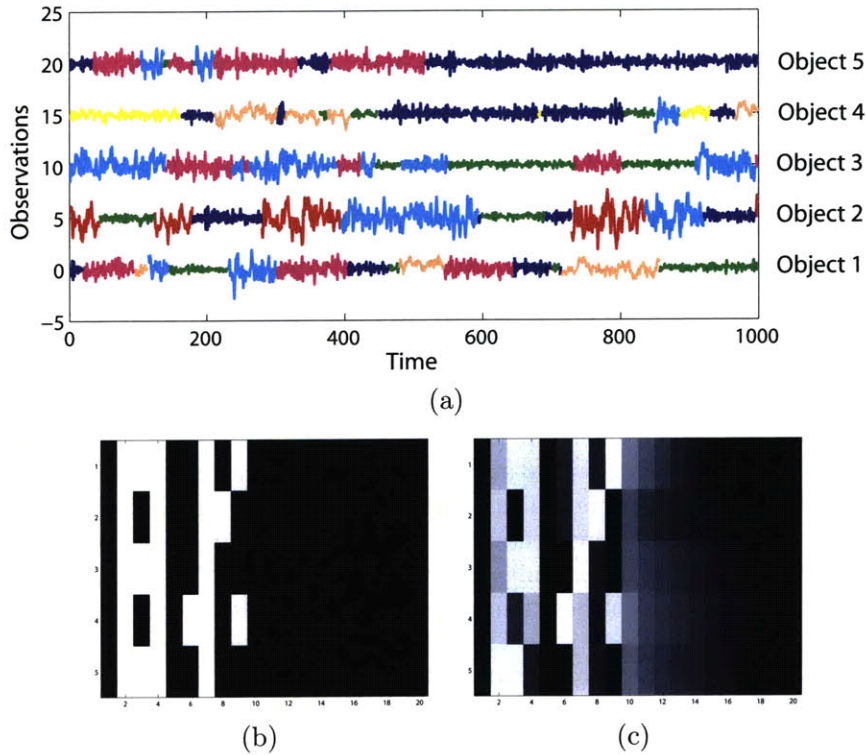 25
20
15
10
5
0
−5
Observations
Object 5
Object 4
Object 3
Object 2
Object 1
0 200 400 600 800 1000
Time
(a)
1
2
3
4
5
2 4 6 8 10 12 14 16 18 20
(b)
1
2
3
4
5
2 4 6 8 10 12 14 16 18 20
(c)